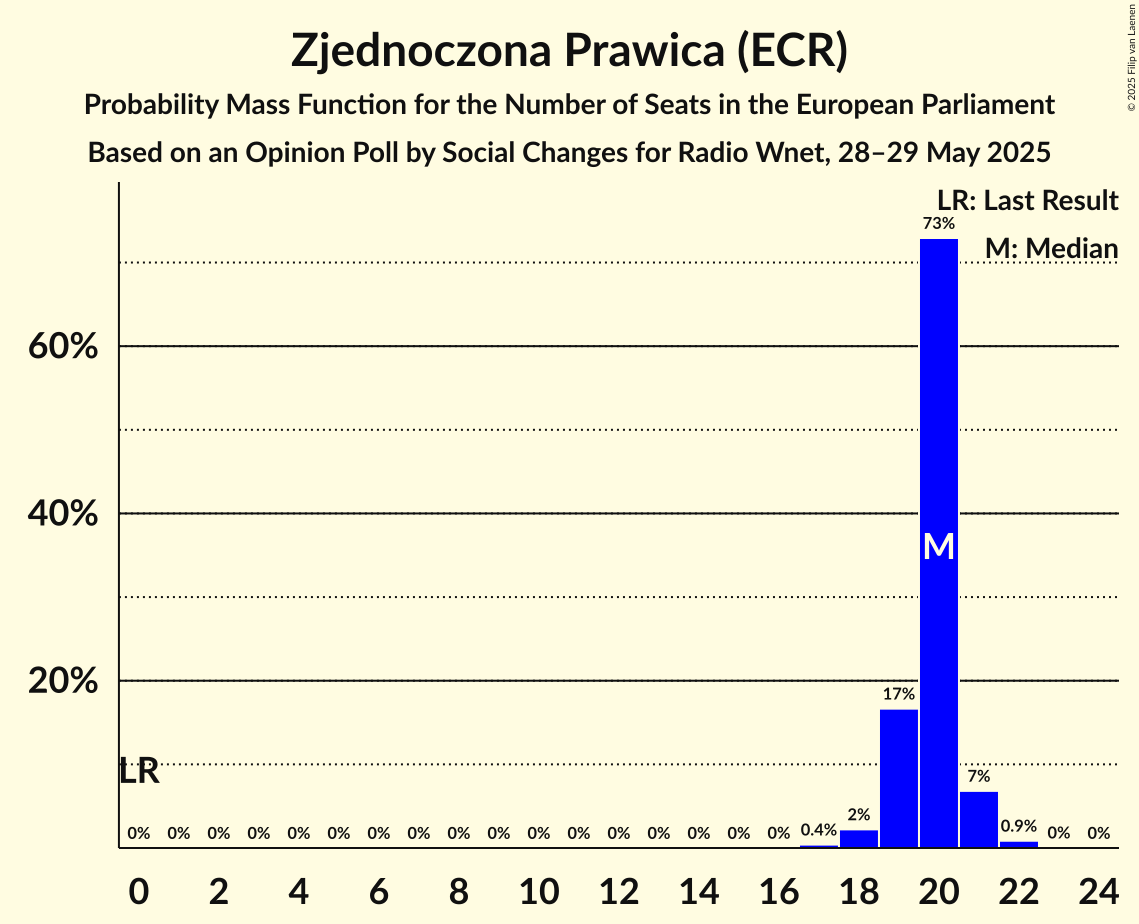 Zjednoczona Prawica (ECR)
Probability Mass Function for the Number of Seats in the European Parliament
Based on an Opinion Poll by Social Changes for Radio Wnet, 28–29 May 2025
© 2025 Filip van Laenen
LR: Last Result
M: Median
60%
40%
20%
LR
M
0% 0% 0% 0% 0% 0% 0% 0% 0% 0% 0% 0% 0% 0% 0% 0% 0% 0.4% 2% 17% 73% 7% 0.9% 0% 0%
0 2 4 6 8 10 12 14 16 18 20 22 24